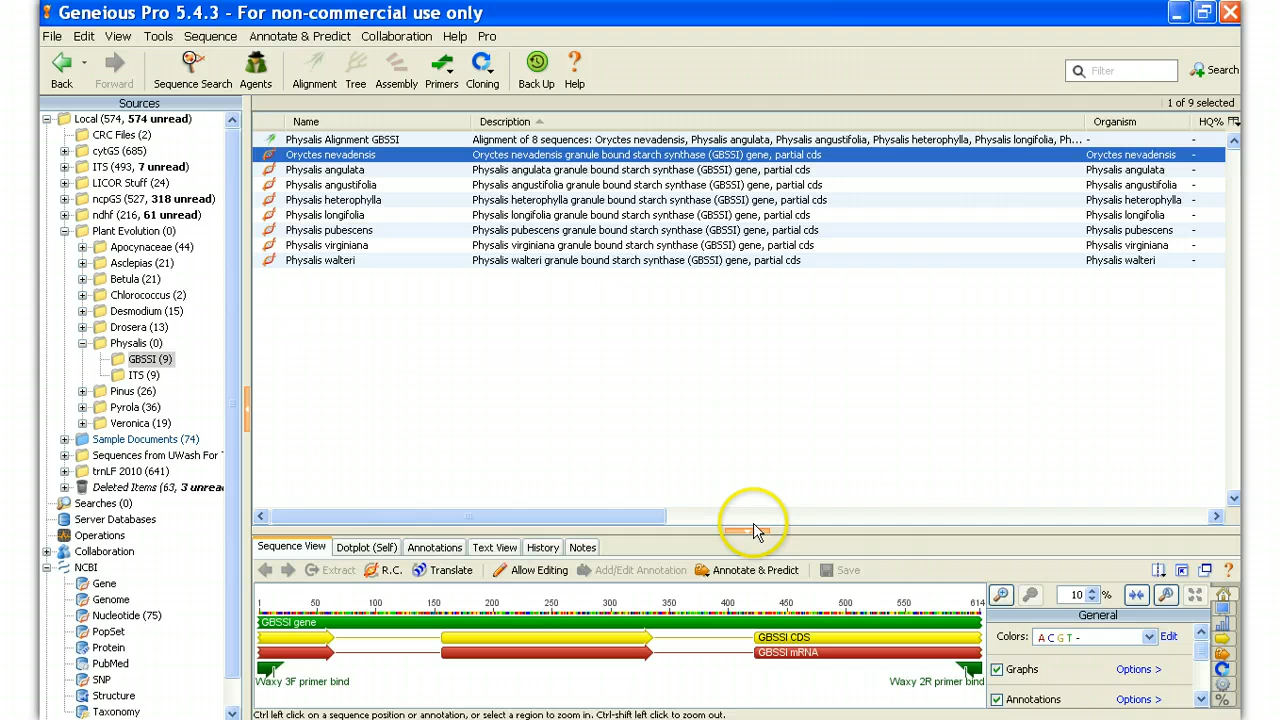 Geneious Pro 5.4.3 - For non-commercial use only
File Edit View Tools Sequence Annotate & Predict Collaboration Help Pro
Back Forward Sequence Search Agents Alignment Tree Assembly Primers Cloning Back Up Help Filter Search
Sources
1 of 9 selected
Name Description Organism HQ%
Local (574, 574 unread)
CRC Files (2)
cytGS (685)
ITS (493, 7 unread)
LICOR Stuff (24)
ncpGS (527, 318 unread)
ndhf (216, 61 unread)
Plant Evolution (0)
Apocynaceae (44)
Asclepias (21)
Betula (21)
Chlorococcus (2)
Desmodium (15)
Drosera (13)
Physalis (0)
GBSSI (9)
ITS (9)
Pinus (26)
Pyrola (36)
Veronica (19)
Sample Documents (74)
Sequences from UWash For
trnLF 2010 (641)
Deleted Items (63, 3 unrea
Searches (0)
Server Databases
Operations
Collaboration
NCBI
Gene
Genome
Nucleotide (75)
PopSet
Protein
PubMed
SNP
Structure
Taxonomy
Physalis Alignment GBSSI Alignment of 8 sequences: Oryctes nevadensis, Physalis angulata, Physalis angustifolia, Physalis heterophylla, Physalis longifolia, Ph... -
Oryctes nevadensis Oryctes nevadensis granule bound starch synthase (GBSSI) gene, partial cds Oryctes nevadensis -
Physalis angulata Physalis angulata granule bound starch synthase (GBSSI) gene, partial cds Physalis angulata -
Physalis angustifolia Physalis angustifolia granule bound starch synthase (GBSSI) gene, partial cds Physalis angustifolia -
Physalis heterophylla Physalis heterophylla granule bound starch synthase (GBSSI) gene, partial cds Physalis heterophylla -
Physalis longifolia Physalis longifolia granule bound starch synthase (GBSSI) gene, partial cds Physalis longifolia -
Physalis pubescens Physalis pubescens granule bound starch synthase (GBSSI) gene, partial cds Physalis pubescens -
Physalis virginiana Physalis virginiana granule bound starch synthase (GBSSI) gene, partial cds Physalis virginiana -
Physalis walteri Physalis walteri granule bound starch synthase (GBSSI) gene, partial cds Physalis walteri -
Sequence View Dotplot (Self) Annotations Text View History Notes
Extract R.C. Translate Allow Editing Add/Edit Annotation Annotate & Predict Save ?
1 50 100 150 200 250 300 350 400 450 500 550 614
GBSSI gene
GBSSI CDS
GBSSI mRNA
Waxy 3F primer bind Waxy 2R primer bind
10 %
General
Colors: A C G T - Edit
Graphs Options >
Annotations Options >
%
Ctrl left click on a sequence position or annotation, or select a region to zoom in. Ctrl-shift left click to zoom out.